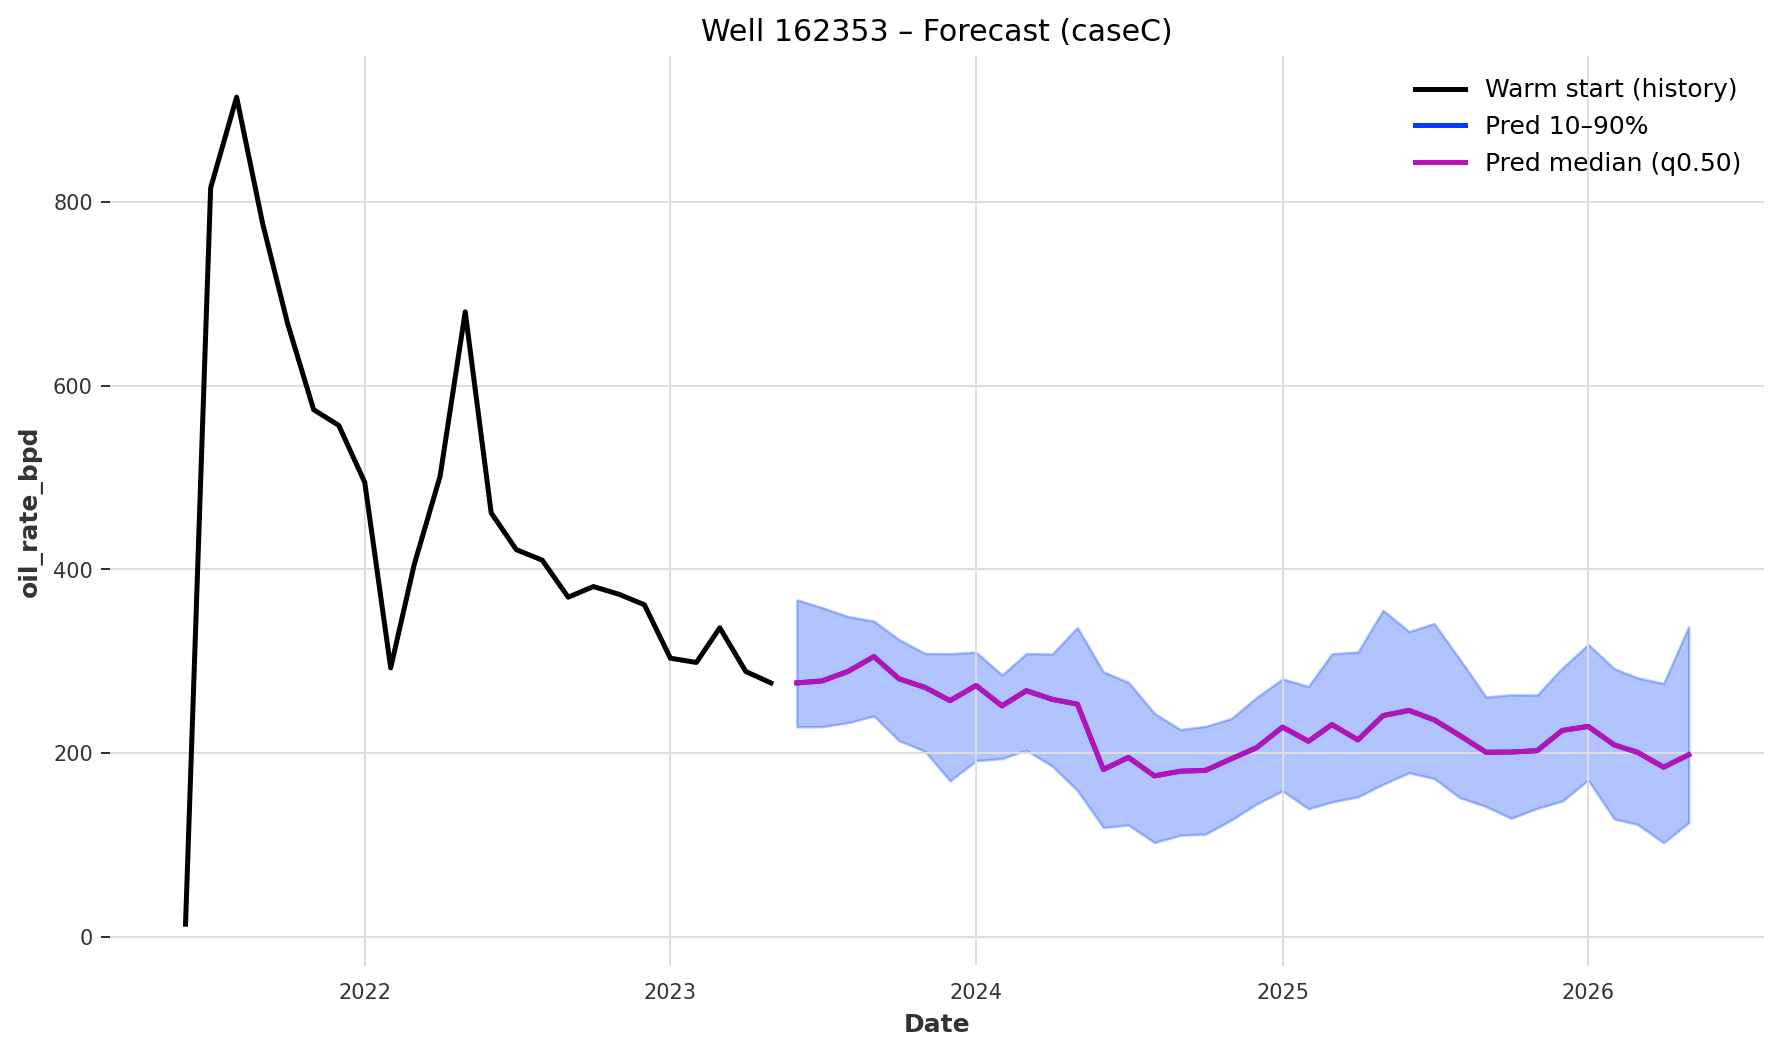 Well 162353 – Forecast (caseC)
Warm start (history)
Pred 10–90%
Pred median (q0.50)
oil_rate_bpd
800
600
400
200
0
2022
2023
2024
2025
2026
Date